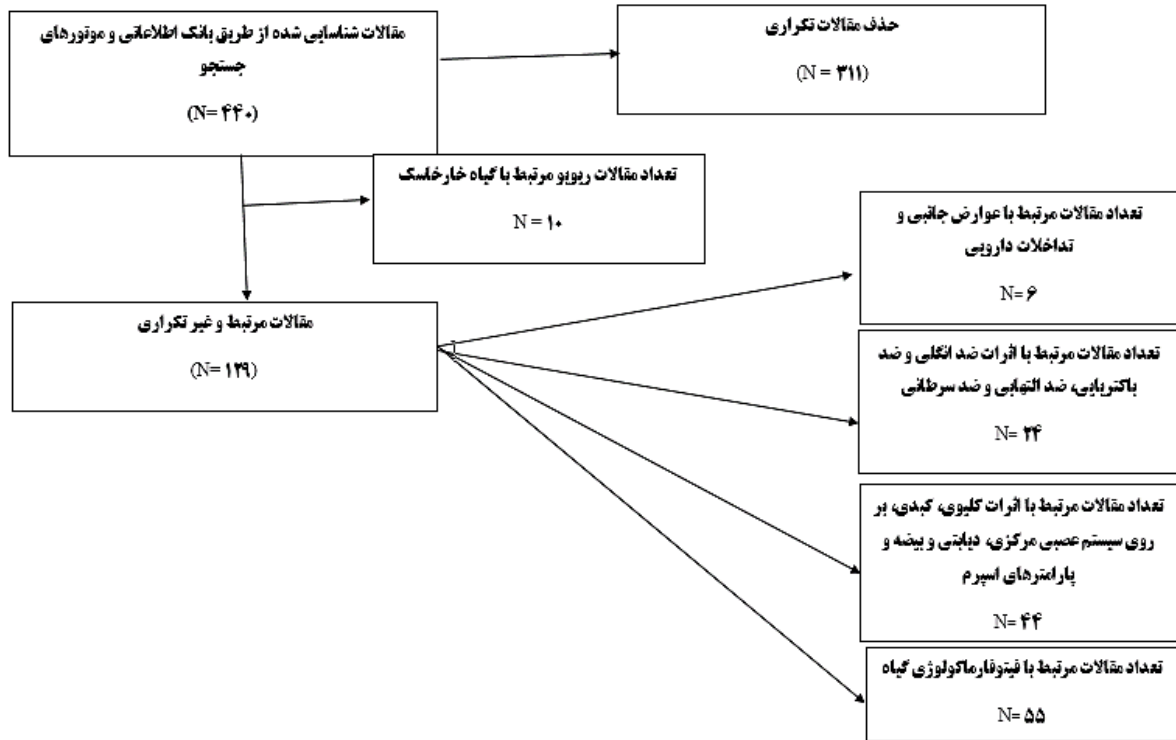 مقالات شناسایی شده از طریق بانک اطلاعاتی و موتورهای
جستجو
(N= ۴۴۰)
حذف مقالات تکراری
(N = ۳۱۱)
تعداد مقالات ریویو مرتبط با گیاه خارخاسک
N = ۱۰
مقالات مرتبط و غیر تکراری
(N= ۱۲۹)
تعداد مقالات مرتبط با عوارض جانبی و
تداخلات دارویی
N= ۶
تعداد مقالات مرتبط با اثرات ضد انگلی و ضد
باکتریایی، ضد التهابی و ضد سرطانی
N= ۲۴
تعداد مقالات مرتبط با اثرات کلیوی، کبدی، بر
روی سیستم عصبی مرکزی، دیابتی و بیضه و
پارامترهای اسپرم
N= ۴۴
تعداد مقالات مرتبط با فیتوفارماکولوژی گیاه
N= ۵۵